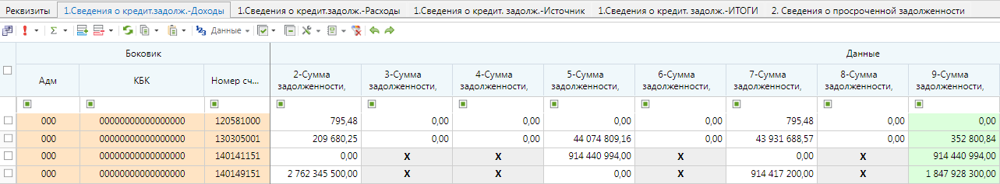 Реквизиты 1.Сведения о кредит.задолж.-Доходы 1.Сведения о кредит.задолж.-Расходы 1.Сведения о кредит. задолж.-Источник 1.Сведения о кредит. задолж.-ИТОГИ 2. Сведения о просроченной задолженности
Σ 123 Данные
Боковик Данные
Адм КБК Номер сч... 2-Сумма задолженности, 3-Сумма задолженности, 4-Сумма задолженности, 5-Сумма задолженности, 6-Сумма задолженности, 7-Сумма задолженности, 8-Сумма задолженности, 9-Сумма задолженности,
000 00000000000000000 120581000 795,48 0,00 0,00 0,00 0,00 795,48 0,00 0,00
000 00000000000000000 130305001 209 680,25 0,00 0,00 44 074 809,16 0,00 43 931 688,57 0,00 352 800,84
000 00000000000000000 140141151 0,00 X X 914 440 994,00 X 0,00 X 914 440 994,00
000 00000000000000000 140149151 2 762 345 500,00 X X 0,00 X 914 417 200,00 X 1 847 928 300,00